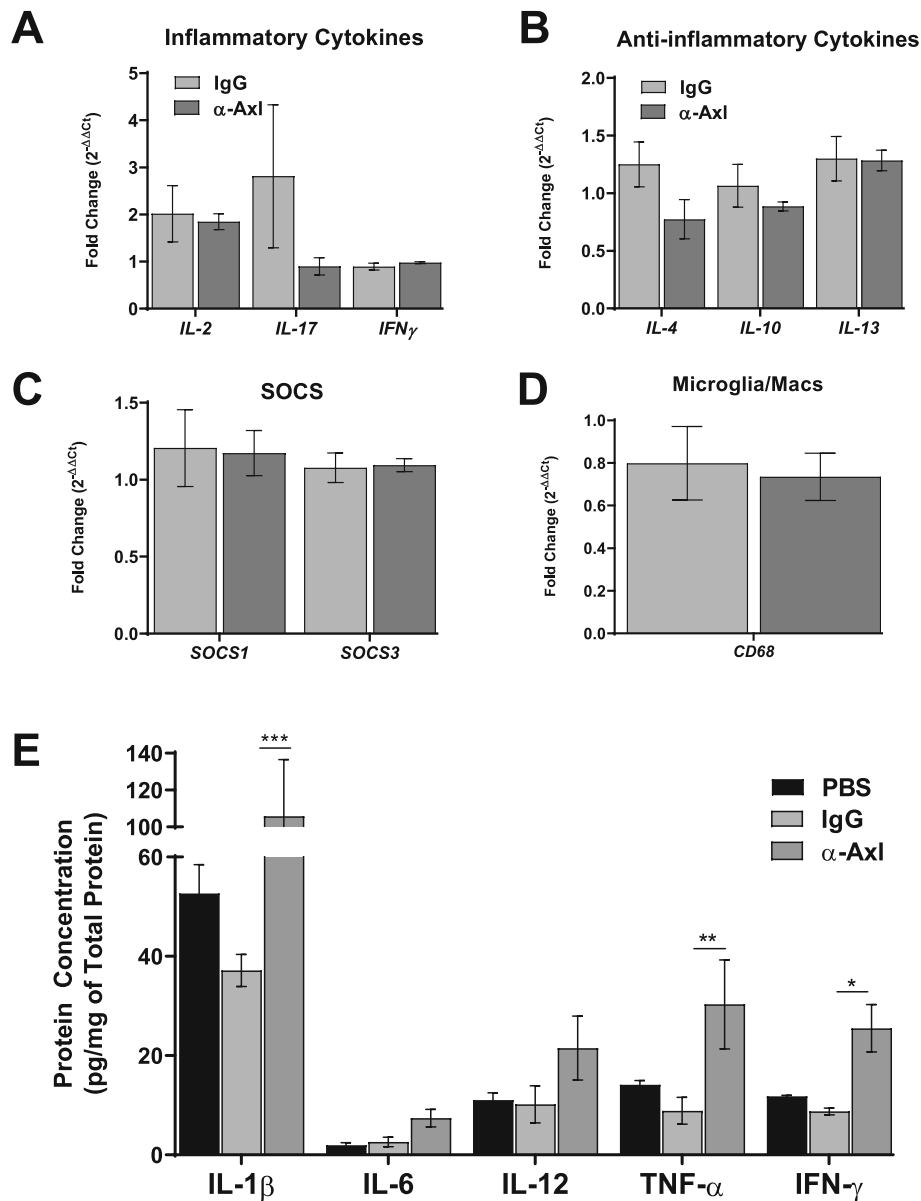 A
Inflammatory Cytokines
IgG
α-Axl
Fold Change (2^-ΔΔCt)
5
4
3
2
1
0
IL-2 IL-17 IFNγ
B
Anti-inflammatory Cytokines
IgG
α-Axl
Fold Change (2^-ΔΔCt)
2.0
1.5
1.0
0.5
0.0
IL-4 IL-10 IL-13
C
SOCS
Fold Change (2^-ΔΔCt)
1.5
1.0
0.5
0.0
SOCS1 SOCS3
D
Microglia/Macs
Fold Change (2^-ΔΔCt)
1.0
0.8
0.6
0.4
0.2
0.0
CD68
E
Protein Concentration
(pg/mg of Total Protein)
140
120
100
60
40
20
0
***
**
*
PBS
IgG
α-Axl
IL-1β IL-6 IL-12 TNF-α IFN-γ